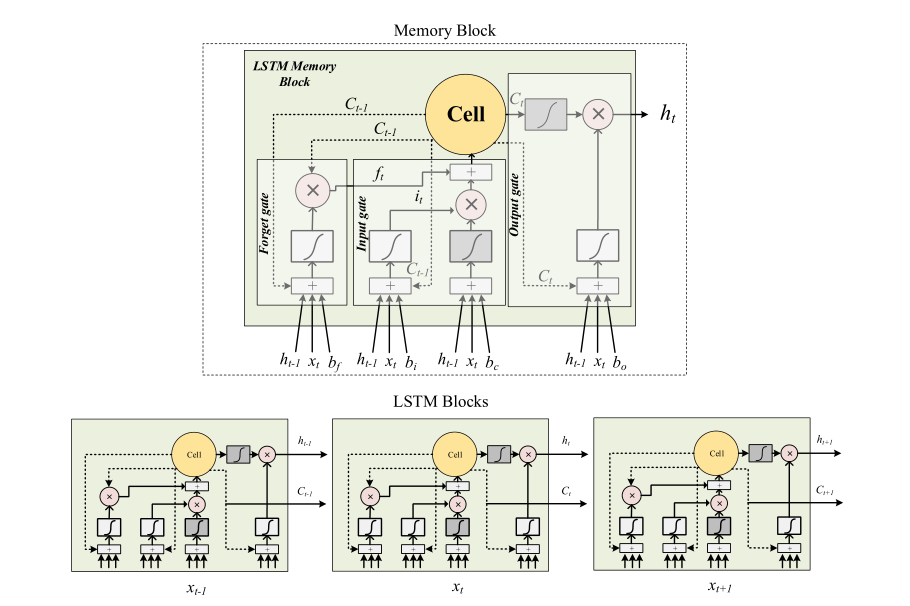 Memory Block
LSTM Memory
Block
C_{t-1}
C_{t-1}
Cell
C_t
×
h_t
Forget gate
×
f_t
Input gate
i_t
+
×
Output gate
C_{t-1}
C_t
+
+
+
+
h_{t-1} x_t b_f
h_{t-1} x_t b_i
h_{t-1} x_t b_c
h_{t-1} x_t b_o
LSTM Blocks
Cell
×
h_{t-1}
×
+
×
C_{t-1}
+
+
+
+
x_{t-1}
Cell
×
h_t
×
+
×
C_t
+
+
+
+
x_t
Cell
×
h_{t+1}
×
+
×
C_{t+1}
+
+
+
+
x_{t+1}